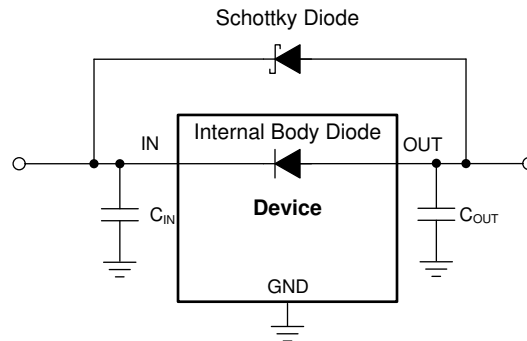 Schottky Diode
Internal Body Diode
IN
OUT
Device
CIN
COUT
GND